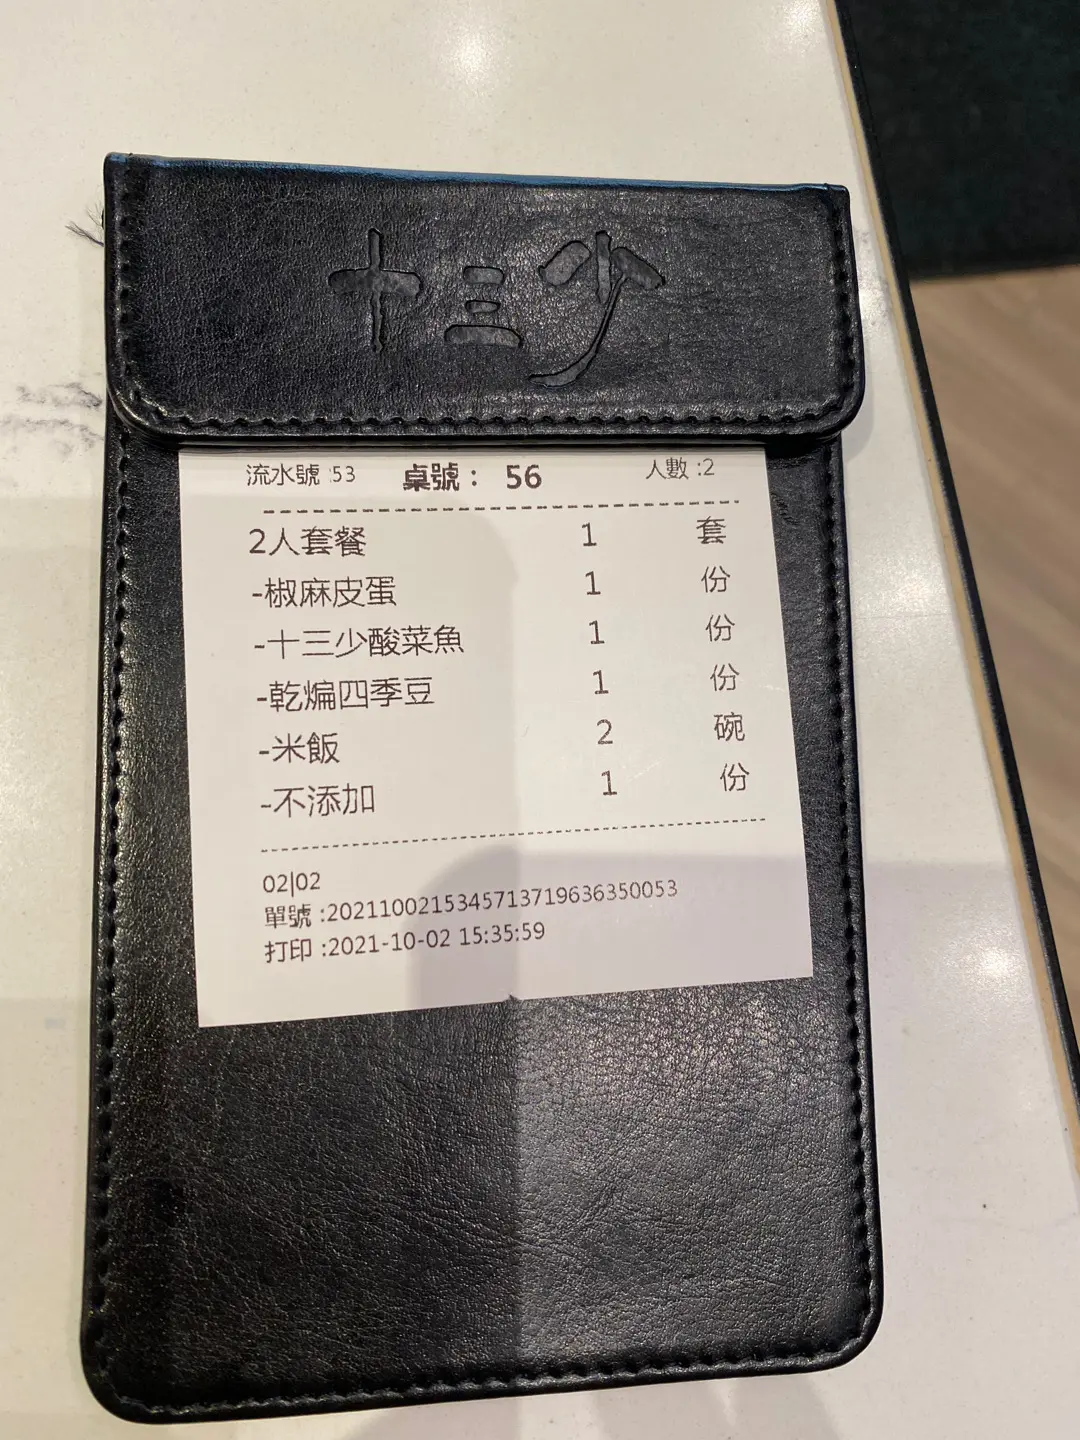 十三少
流水號 :53 桌號： 56 人數 :2
2人套餐 1 套
-椒麻皮蛋 1 份
-十三少酸菜魚 1 份
-乾煸四季豆 1 份
-米飯 2 碗
-不添加 1 份
02|02
單號 :2021100215345713719636350053
打印 :2021-10-02 15:35:59